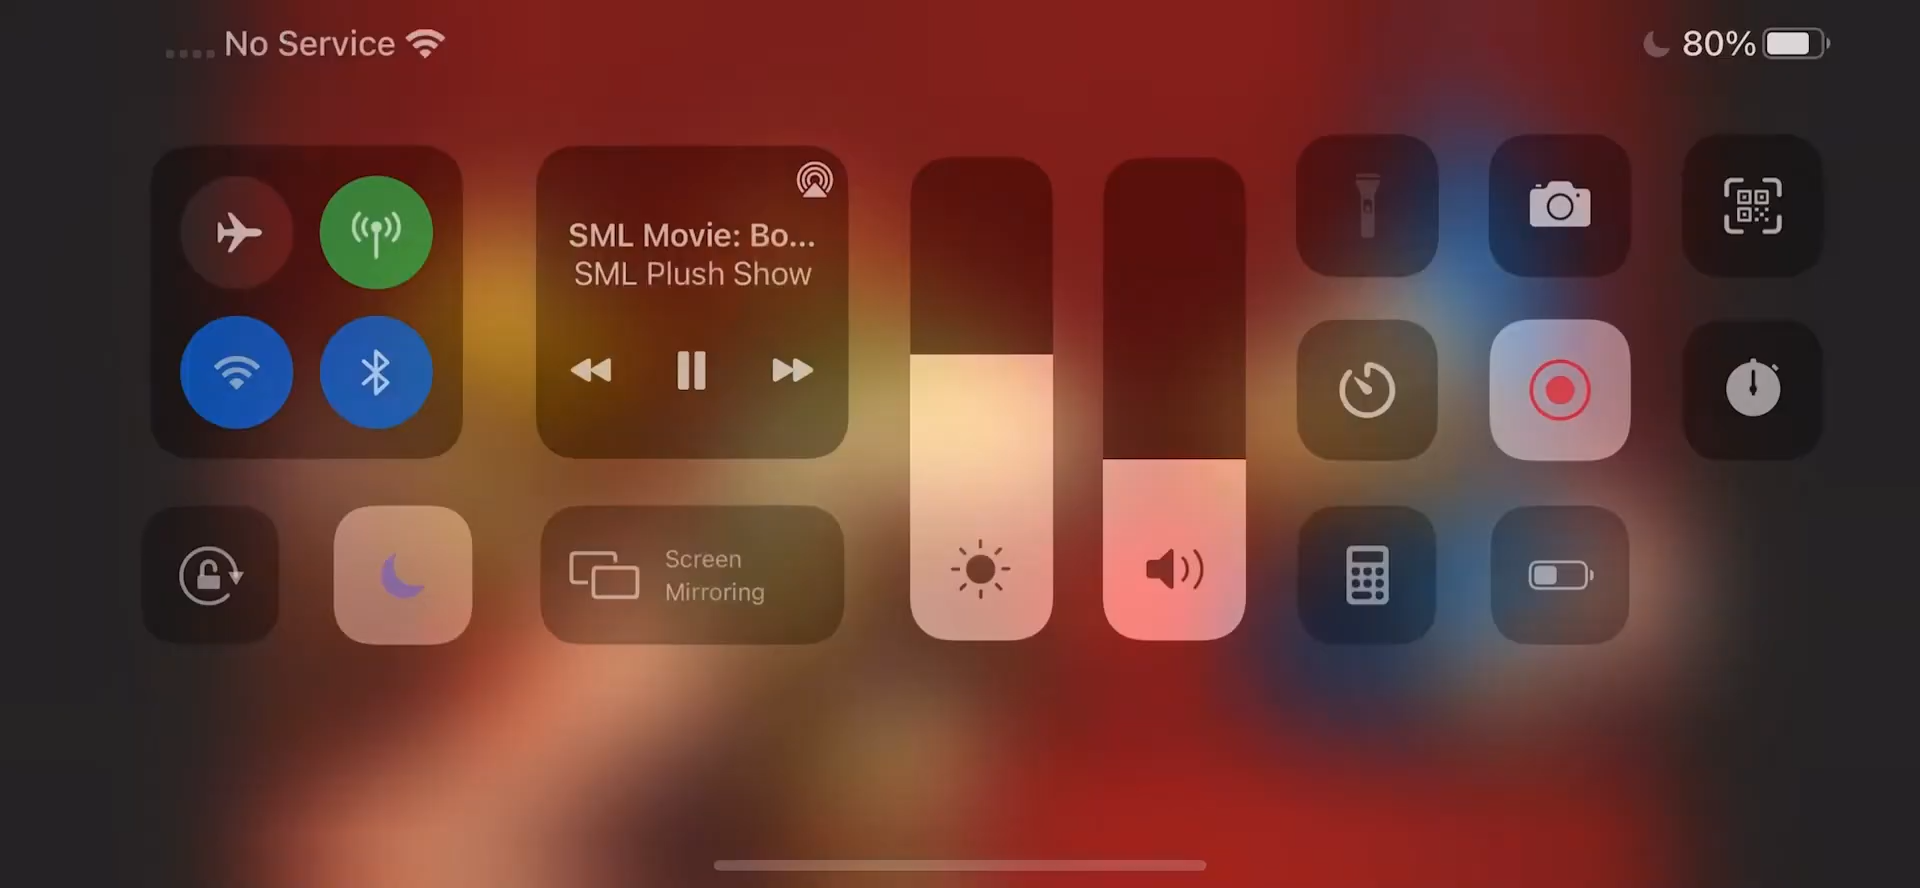 No Service
80%
SML Movie: Bo...
SML Plush Show
Screen
Mirroring